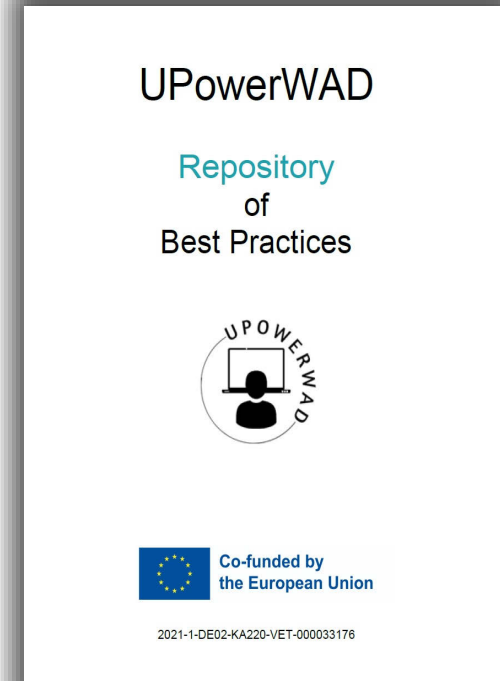 UPowerWAD
Repository
of
Best Practices
UPOWERWAD
Co-funded by
the European Union
2021-1-DE02-KA220-VET-000033176